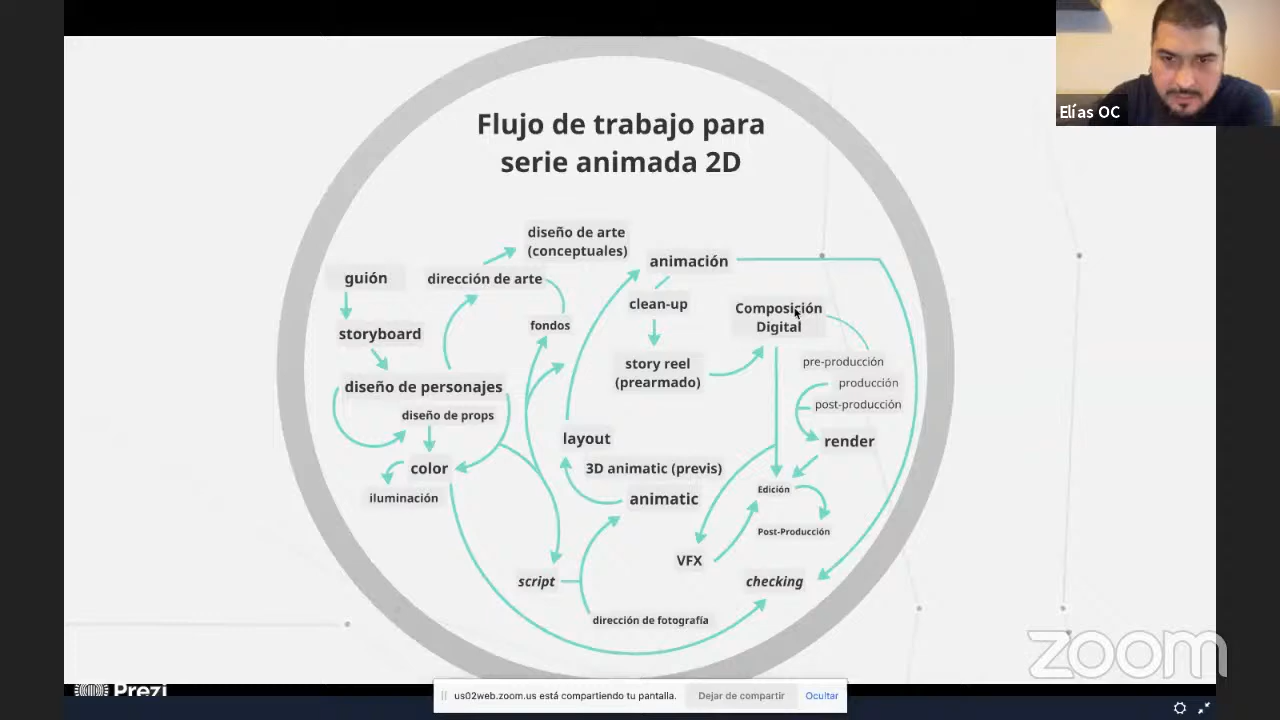 Elías OC
Flujo de trabajo para
serie animada 2D
diseño de arte
(conceptuales)
guión
dirección de arte
animación
storyboard
fondos
clean-up
Composición
Digital
diseño de personajes
story reel
(prearmado)
pre-producción
producción
post-producción
diseño de props
layout
render
color
3D animatic (previs)
iluminación
animatic
Edición
Post-Producción
VFX
script
checking
dirección de fotografía
zoom
Prezi
us02web.zoom.us está compartiendo tu pantalla.
Dejar de compartir
Ocultar